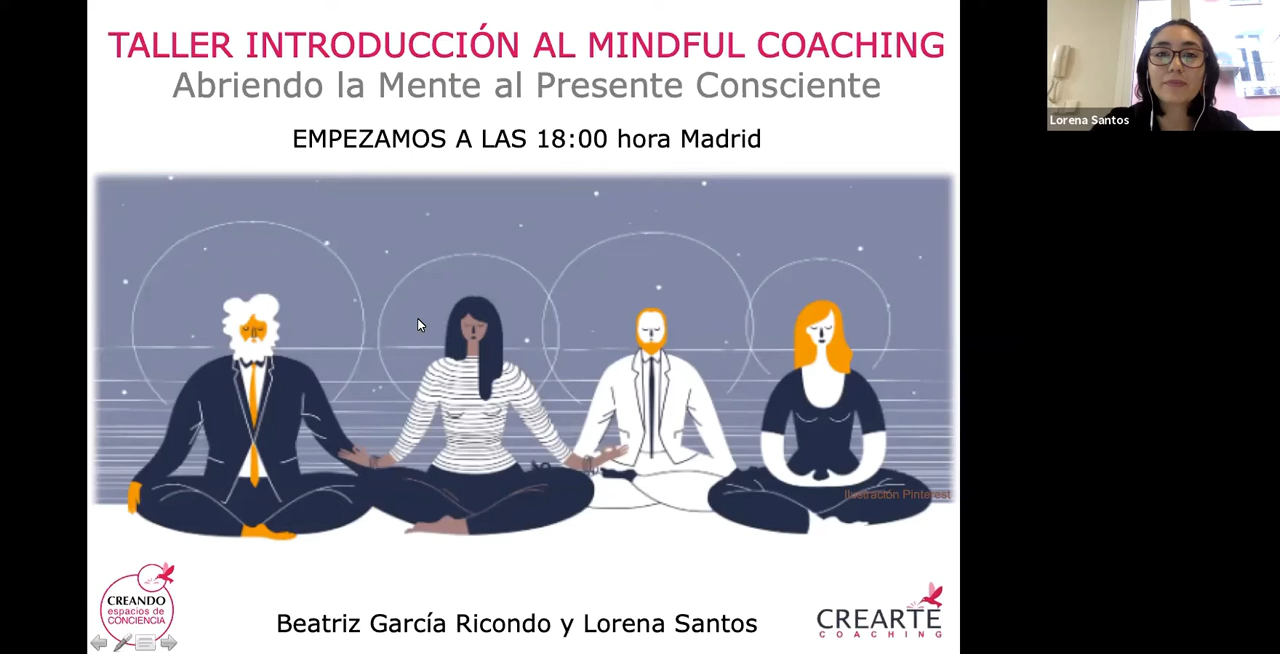 TALLER INTRODUCCIÓN AL MINDFUL COACHING
Abriendo la Mente al Presente Consciente
EMPEZAMOS A LAS 18:00 hora Madrid
Lorena Santos
Ilustración Pinterest
CREANDO
espacios de
CONCIENCIA
Beatriz García Ricondo y Lorena Santos
CREARTE
COACHING